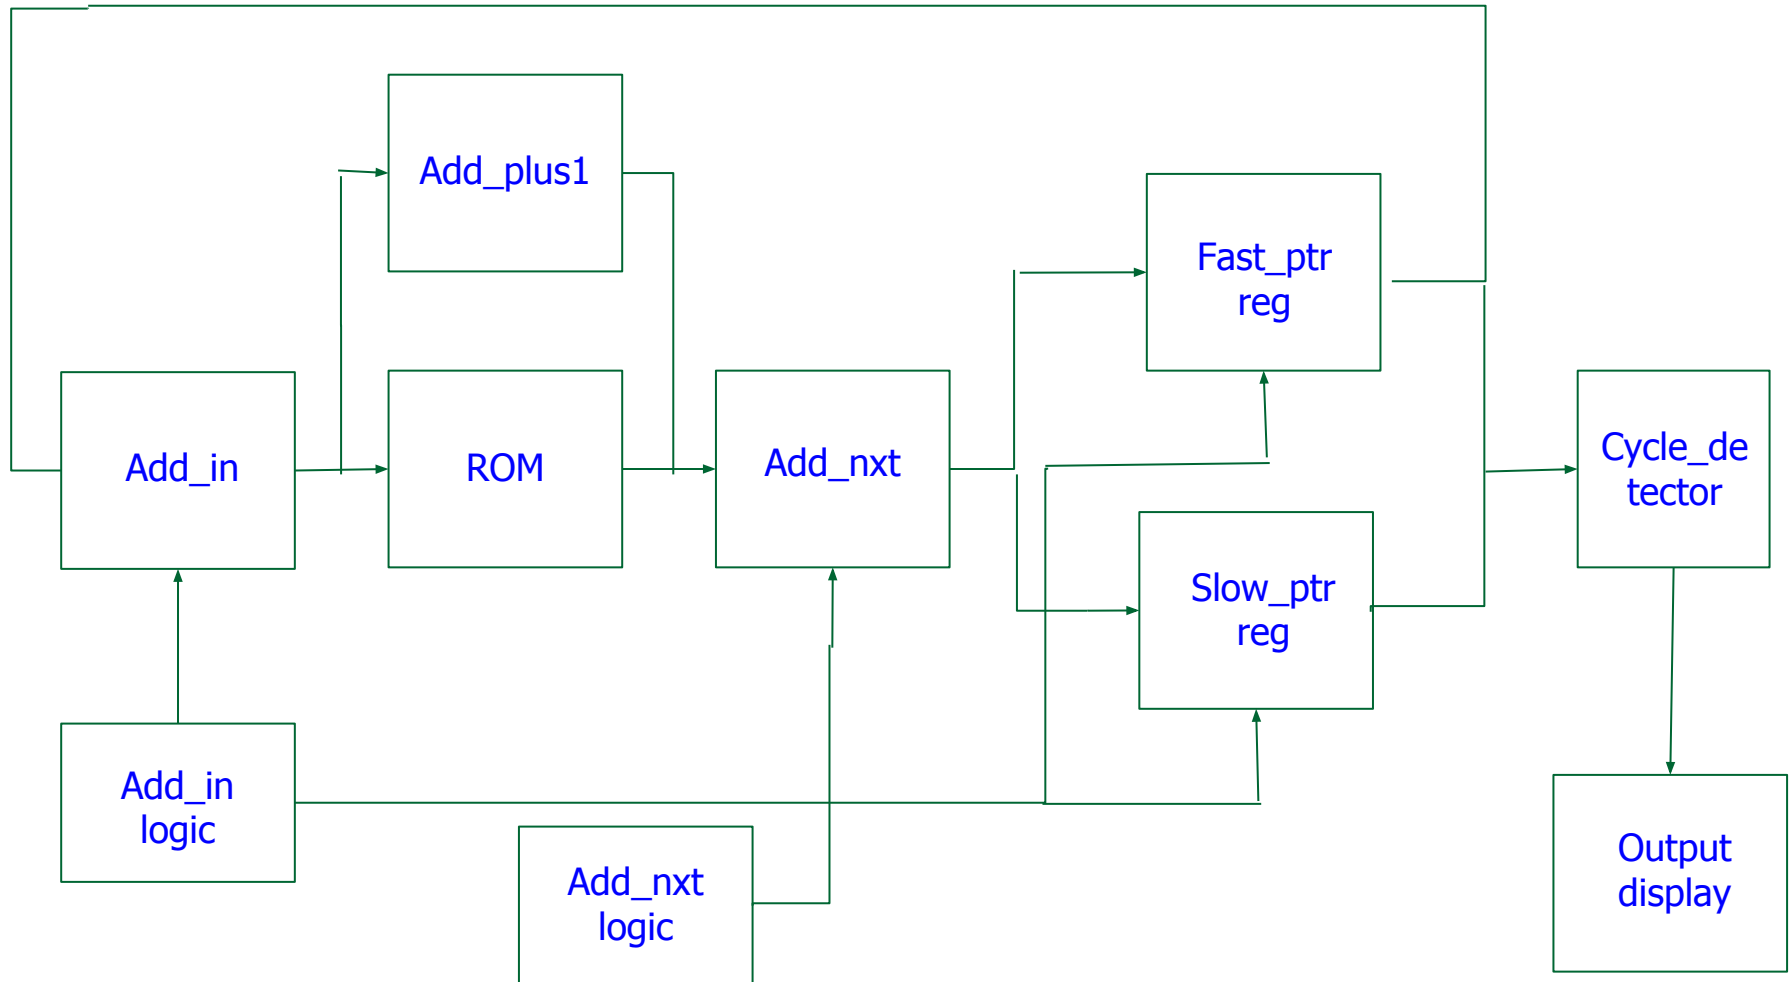 Add_plus1
Fast_ptr
reg
Add_in
ROM
Add_nxt
Cycle_de
tector
Slow_ptr
reg
Add_in
logic
Add_nxt
logic
Output
display